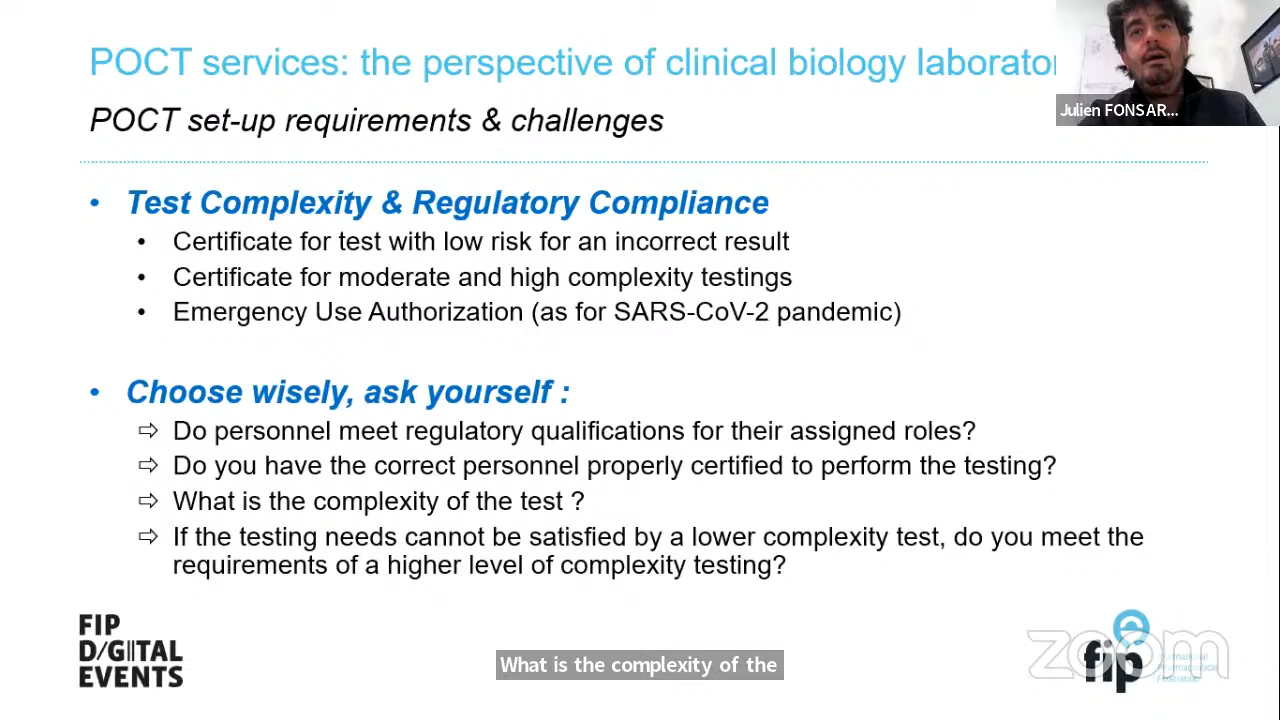 POCT services: the perspective of clinical biology laborator
Julien FONSAR...
POCT set-up requirements & challenges
• Test Complexity & Regulatory Compliance
• Certificate for test with low risk for an incorrect result
• Certificate for moderate and high complexity testings
• Emergency Use Authorization (as for SARS-CoV-2 pandemic)
• Choose wisely, ask yourself :
⇨ Do personnel meet regulatory qualifications for their assigned roles?
⇨ Do you have the correct personnel properly certified to perform the testing?
⇨ What is the complexity of the test ?
⇨ If the testing needs cannot be satisfied by a lower complexity test, do you meet the
requirements of a higher level of complexity testing?
FIP
D/GITAL
EVENTS
What is the complexity of the
zoom
fip
International
Pharmaceutical
Federation